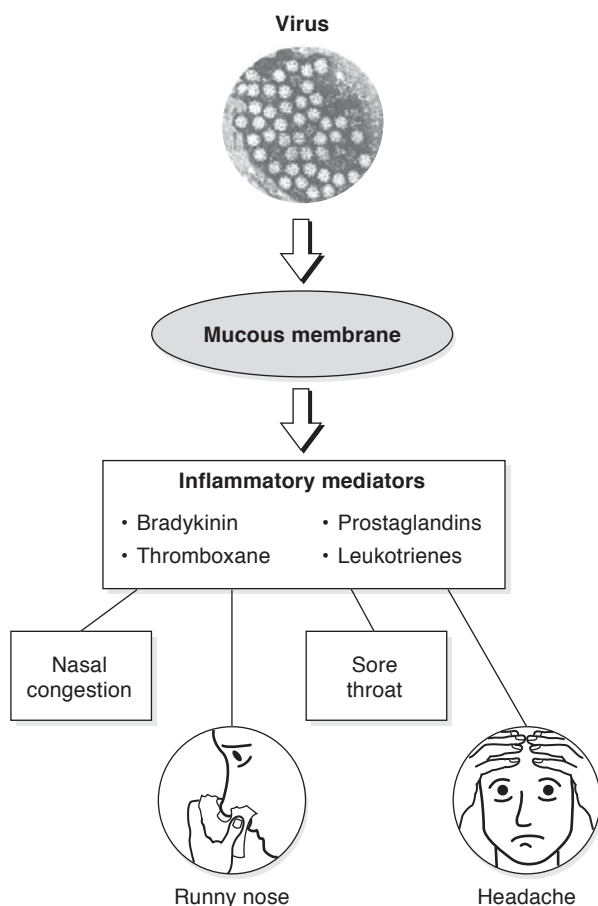 Virus
Mucous membrane
Inflammatory mediators
• Bradykinin
• Prostaglandins
• Thromboxane
• Leukotrienes
Nasal
congestion
Sore
throat
Runny nose
Headache